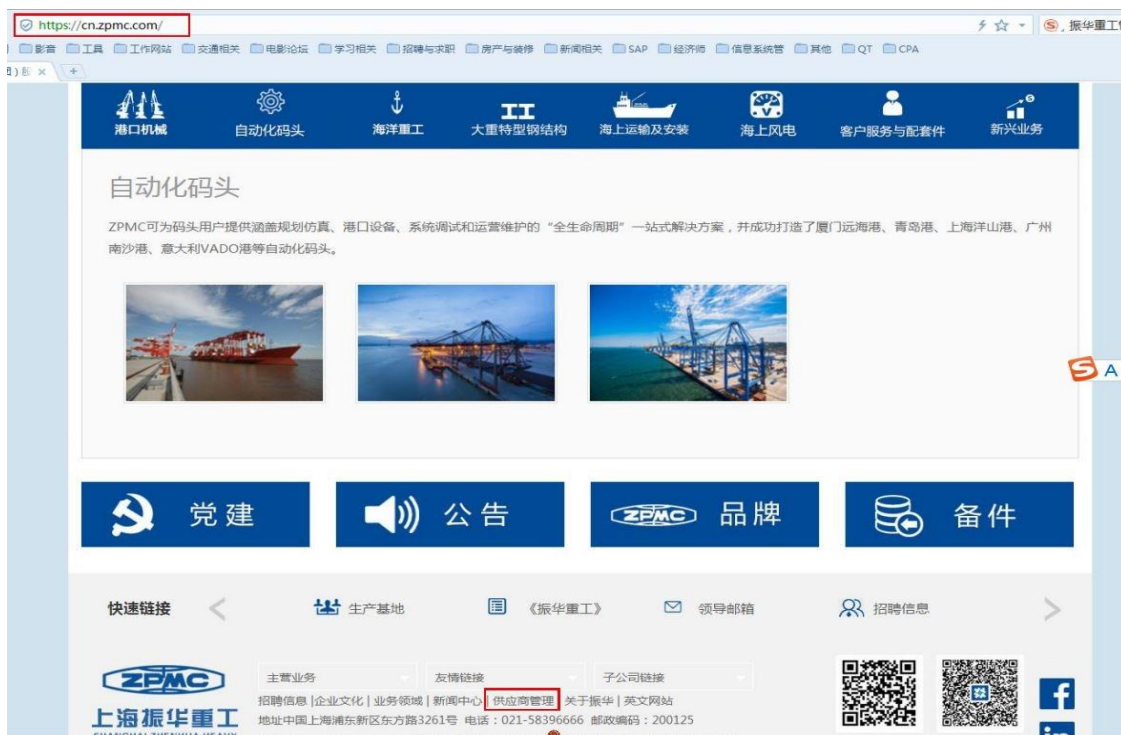 https://cn.zpmc.com/
振华重工
影音 工具 工作网站 交通相关 电影论坛 学习相关 招聘与求职 房产与装修 新闻相关 SAP 经济师 信息系统管 其他 QT CPA
港口机械 自动化码头 海洋重工 大重特型钢结构 海上运输及安装 海上风电 客户服务与配套件 新兴业务
自动化码头
ZPMC可为码头用户提供涵盖规划仿真、港口设备、系统调试和运营维护的“全生命周期”一站式解决方案，并成功打造了厦门远海港、青岛港、上海洋山港、广州
南沙港、意大利VADO港等自动化码头。
A
党建 公告 ZPMC 品牌 备件
快速链接 生产基地 《振华重工》 领导邮箱 招聘信息
ZPMC
上海振华重工
SHANGHAI ZHENHUA HEAVY
主营业务 友情链接 子公司链接
招聘信息 |企业文化 | 业务领域 | 新闻中心 | 供应商管理 | 关于振华 | 英文网站
地址中国上海浦东新区东方路3261号 电话：021-58396666 邮政编码：200125
f
in